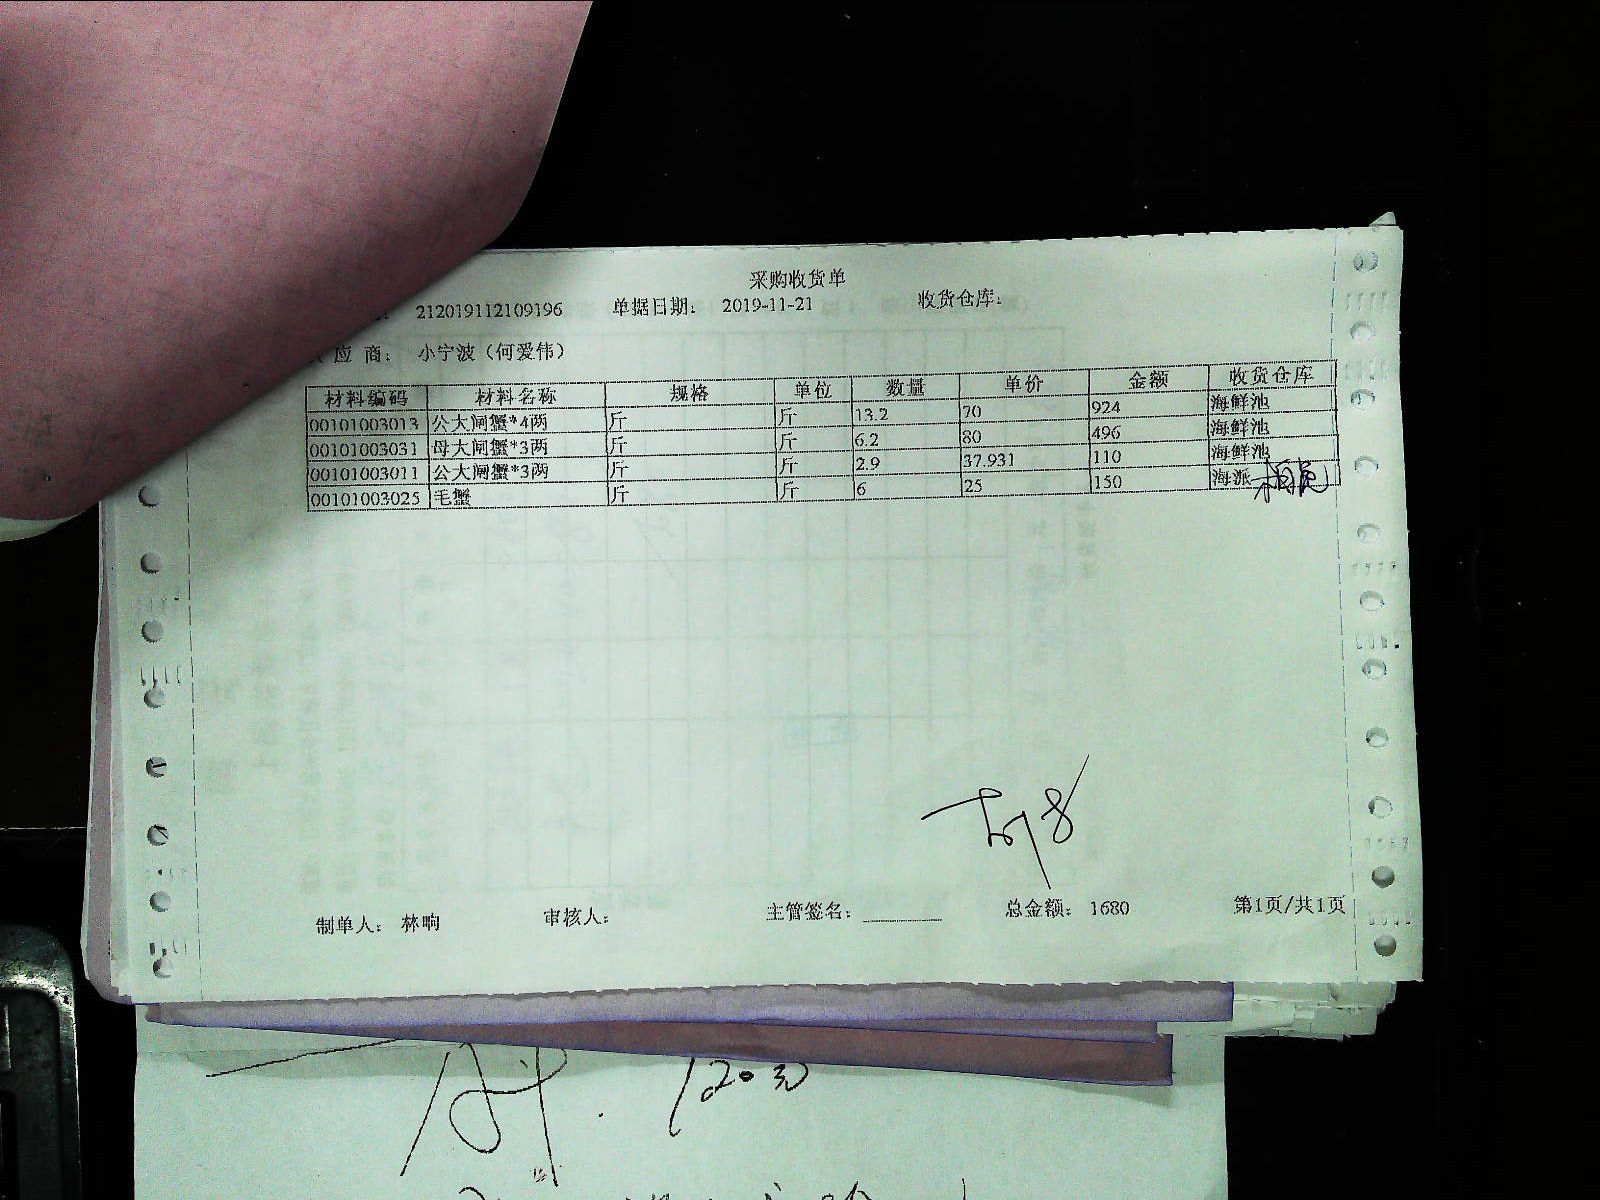 采购收货单
212019112109196 单据日期： 2019-11-21 收货仓库：
应 商： 小宁波（何爱伟）
材料编码 材料名称 规格 单位 数量 单价 金额 收货仓库
00101003013 公大闸蟹*4两 斤 斤 13.2 70 924 海鲜池
00101003031 母大闸蟹*3两 斤 斤 6.2 80 496 海鲜池
00101003011 公大闸蟹*3两 斤 斤 2.9 37.931 110 海鲜池
00101003025 毛蟹 斤 斤 6 25 150 海派
制单人： 林响 审核人： 主管签名： 总金额： 1680 第1页/共1页
120元